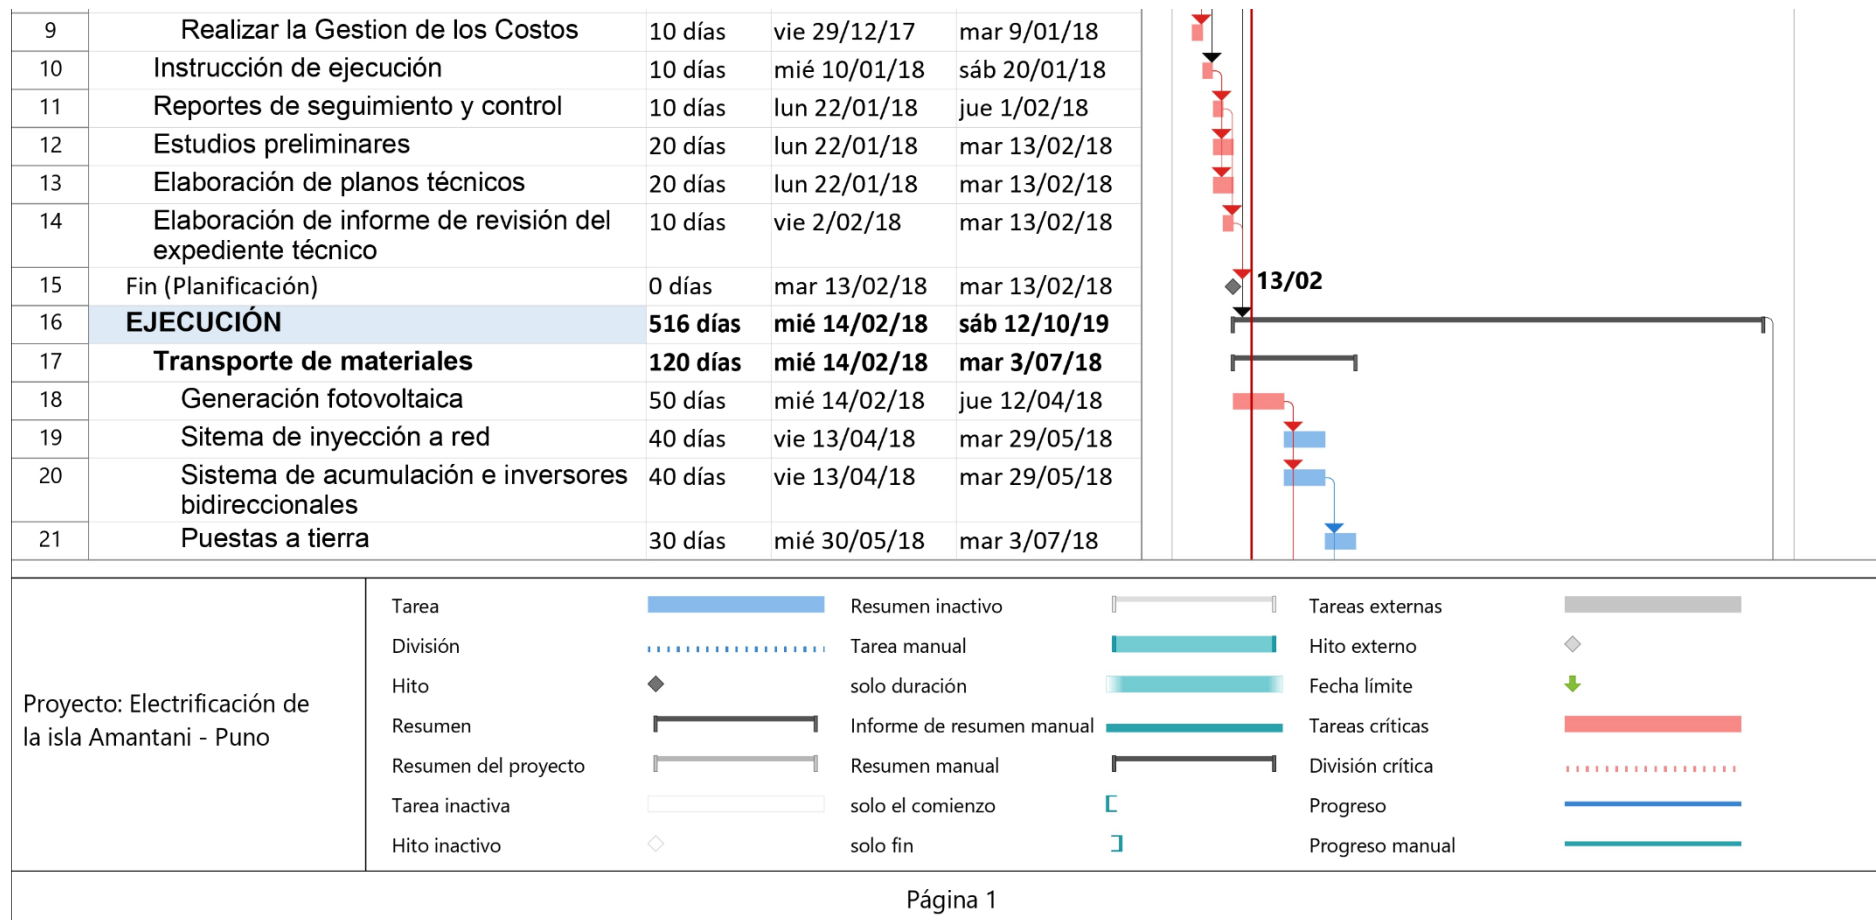 9 Realizar la Gestion de los Costos 10 días vie 29/12/17 mar 9/01/18
10 Instrucción de ejecución 10 días mié 10/01/18 sáb 20/01/18
11 Reportes de seguimiento y control 10 días lun 22/01/18 jue 1/02/18
12 Estudios preliminares 20 días lun 22/01/18 mar 13/02/18
13 Elaboración de planos técnicos 20 días lun 22/01/18 mar 13/02/18
14 Elaboración de informe de revisión del 10 días vie 2/02/18 mar 13/02/18
expediente técnico
15 Fin (Planificación) 0 días mar 13/02/18 mar 13/02/18 13/02
16 EJECUCIÓN 516 días mié 14/02/18 sáb 12/10/19
17 Transporte de materiales 120 días mié 14/02/18 mar 3/07/18
18 Generación fotovoltaica 50 días mié 14/02/18 jue 12/04/18
19 Sitema de inyección a red 40 días vie 13/04/18 mar 29/05/18
20 Sistema de acumulación e inversores 40 días vie 13/04/18 mar 29/05/18
bidireccionales
21 Puestas a tierra 30 días mié 30/05/18 mar 3/07/18
Proyecto: Electrificación de
la isla Amantani - Puno
Tarea Resumen inactivo Tareas externas
División Tarea manual Hito externo
Hito solo duración Fecha límite
Resumen Informe de resumen manual Tareas críticas
Resumen del proyecto Resumen manual División crítica
Tarea inactiva solo el comienzo Progreso
Hito inactivo solo fin Progreso manual
Página 1